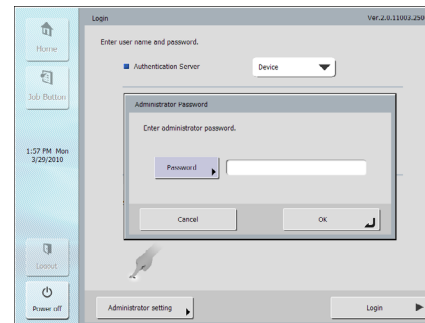 Login
Ver.2.0.11003.250
Home
Enter user name and password.
Authentication Server
Device
Job Button
Administrator Password
Enter administrator password.
1:57 PM Mon
3/29/2010
Password
Cancel
OK
Logout
Power off
Administrator setting
Login